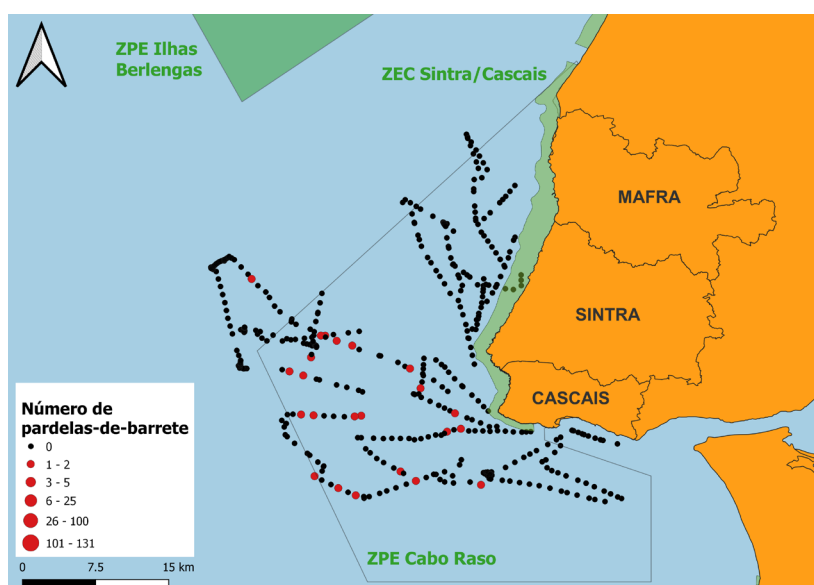 ZPE Ilhas
Berlengas
ZEC Sintra/Cascais
MAFRA
SINTRA
CASCAIS
Número de
pardelas-de-barrete
0
1 - 2
3 - 5
6 - 25
26 - 100
101 - 131
ZPE Cabo Raso
0 7.5 15 km